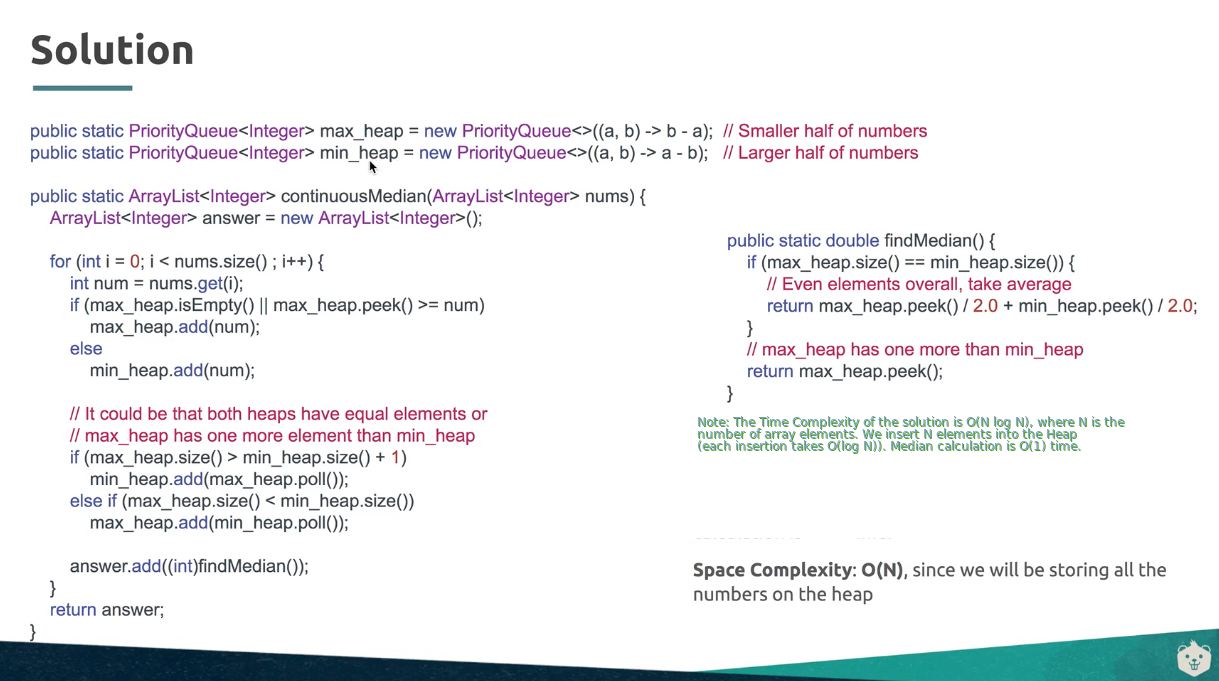 Solution
public static PriorityQueue<Integer> max_heap = new PriorityQueue<>((a, b) -> b - a);  // Smaller half of numbers
public static PriorityQueue<Integer> min_heap = new PriorityQueue<>((a, b) -> a - b);  // Larger half of numbers
public static ArrayList<Integer> continuousMedian(ArrayList<Integer> nums) {
ArrayList<Integer> answer = new ArrayList<Integer>();
for (int i = 0; i < nums.size() ; i++) {
int num = nums.get(i);
if (max_heap.isEmpty() || max_heap.peek() >= num)
max_heap.add(num);
else
min_heap.add(num);
// It could be that both heaps have equal elements or
// max_heap has one more element than min_heap
if (max_heap.size() > min_heap.size() + 1)
min_heap.add(max_heap.poll());
else if (max_heap.size() < min_heap.size())
max_heap.add(min_heap.poll());
answer.add((int)findMedian());
}
return answer;
}
public static double findMedian() {
if (max_heap.size() == min_heap.size()) {
// Even elements overall, take average
return max_heap.peek() / 2.0 + min_heap.peek() / 2.0;
}
// max_heap has one more than min_heap
return max_heap.peek();
}
Note: The Time Complexity of the solution is O(N log N), where N is the
number of array elements. We insert N elements into the Heap
(each insertion takes O(log N)). Median calculation is O(1) time.
Space Complexity: O(N), since we will be storing all the
numbers on the heap